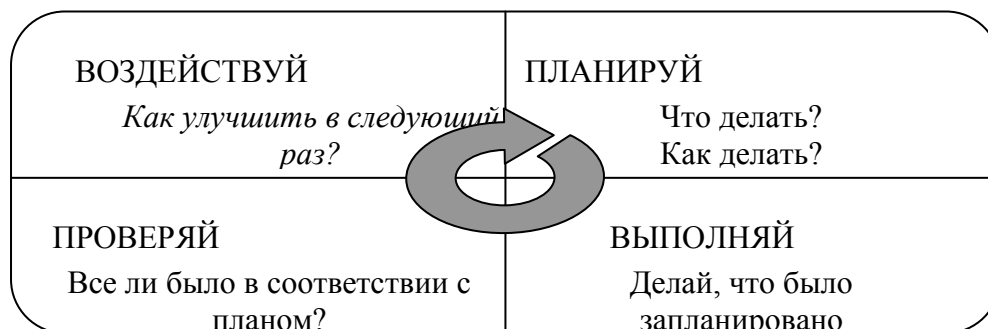 ВОЗДЕЙСТВУЙ
Как улучшить в следующий
раз?
ПЛАНИРУЙ
Что делать?
Как делать?
ПРОВЕРЯЙ
Все ли было в соответствии с
планом?
ВЫПОЛНЯЙ
Делай, что было
запланировано